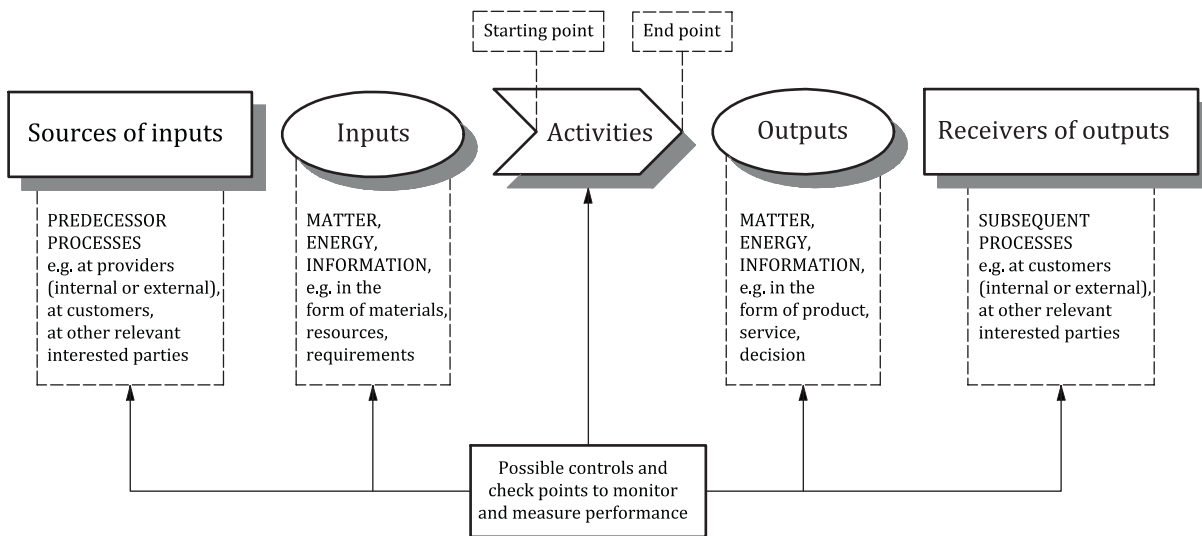 Starting point
End point
Sources of inputs
Inputs
Activities
Outputs
Receivers of outputs
PREDECESSOR
PROCESSES
e.g. at providers
(internal or external),
at customers,
at other relevant
interested parties
MATTER,
ENERGY,
INFORMATION,
e.g. in the
form of materials,
resources,
requirements
MATTER,
ENERGY,
INFORMATION,
e.g. in the
form of product,
service,
decision
SUBSEQUENT
PROCESSES
e.g. at customers
(internal or external),
at other relevant
interested parties
Possible controls and
check points to monitor
and measure performance